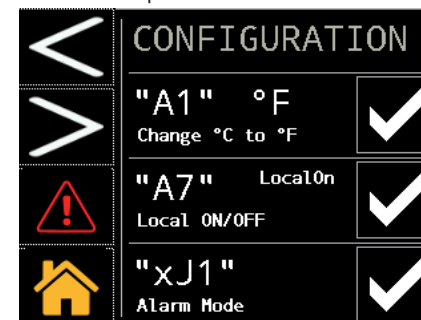 CONFIGURATION
"A1" °F
Change °C to °F
"A7" LocalOn
Local ON/OFF
"xJ1"
Alarm Mode